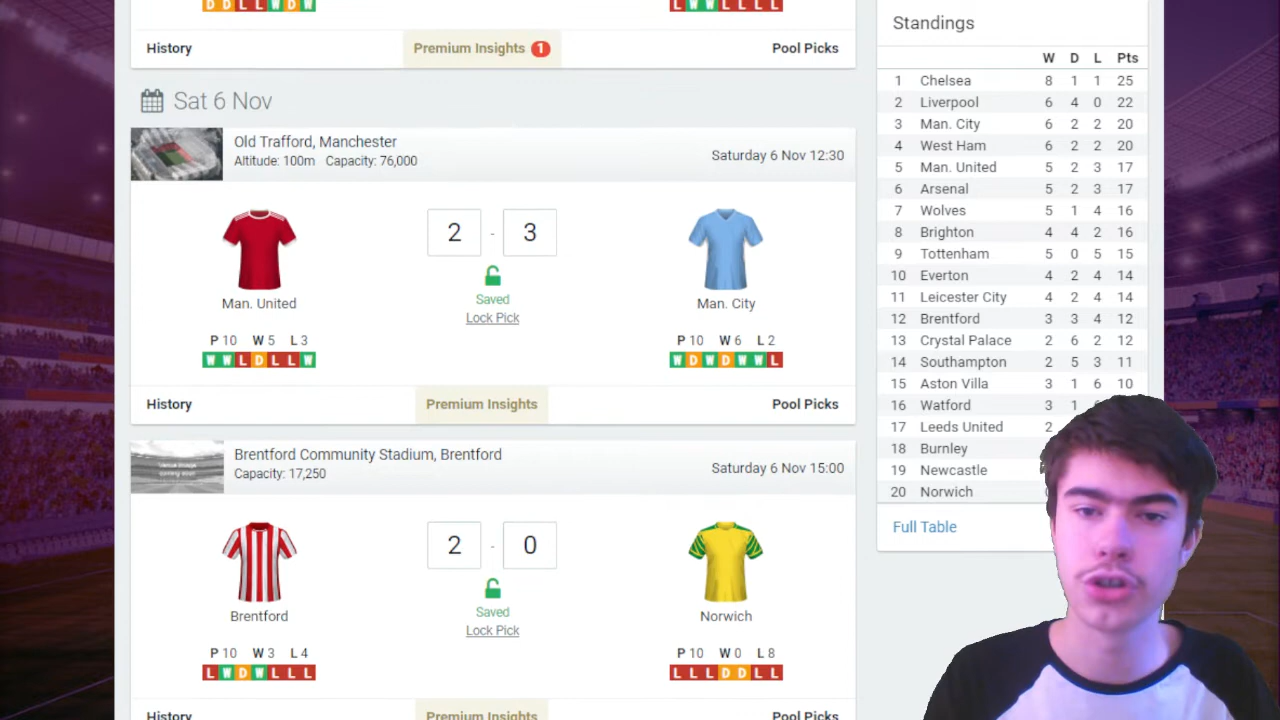 D D L L W D W
L W W L L L L
History
Premium Insights 1
Pool Picks
Sat 6 Nov
Old Trafford, Manchester
Altitude: 100m Capacity: 76,000
Saturday 6 Nov 12:30
2 - 3
Saved
Lock Pick
Man. United
Man. City
P 10 W 5 L 3
W W L D L L W
P 10 W 6 L 2
W D W D W W L
History
Premium Insights
Pool Picks
Brentford Community Stadium, Brentford
Capacity: 17,250
Saturday 6 Nov 15:00
2 - 0
Saved
Lock Pick
Brentford
Norwich
P 10 W 3 L 4
L W D W L L L
P 10 W 0 L 8
L L L D D L L
History
Premium Insights
Pool Picks
Standings
W D L Pts
1 Chelsea 8 1 1 25
2 Liverpool 6 4 0 22
3 Man. City 6 2 2 20
4 West Ham 6 2 2 20
5 Man. United 5 2 3 17
6 Arsenal 5 2 3 17
7 Wolves 5 1 4 16
8 Brighton 4 4 2 16
9 Tottenham 5 0 5 15
10 Everton 4 2 4 14
11 Leicester City 4 2 4 14
12 Brentford 3 3 4 12
13 Crystal Palace 2 6 2 12
14 Southampton 2 5 3 11
15 Aston Villa 3 1 6 10
16 Watford 3 1
17 Leeds United 2
18 Burnley
19 Newcastle
20 Norwich
Full Table